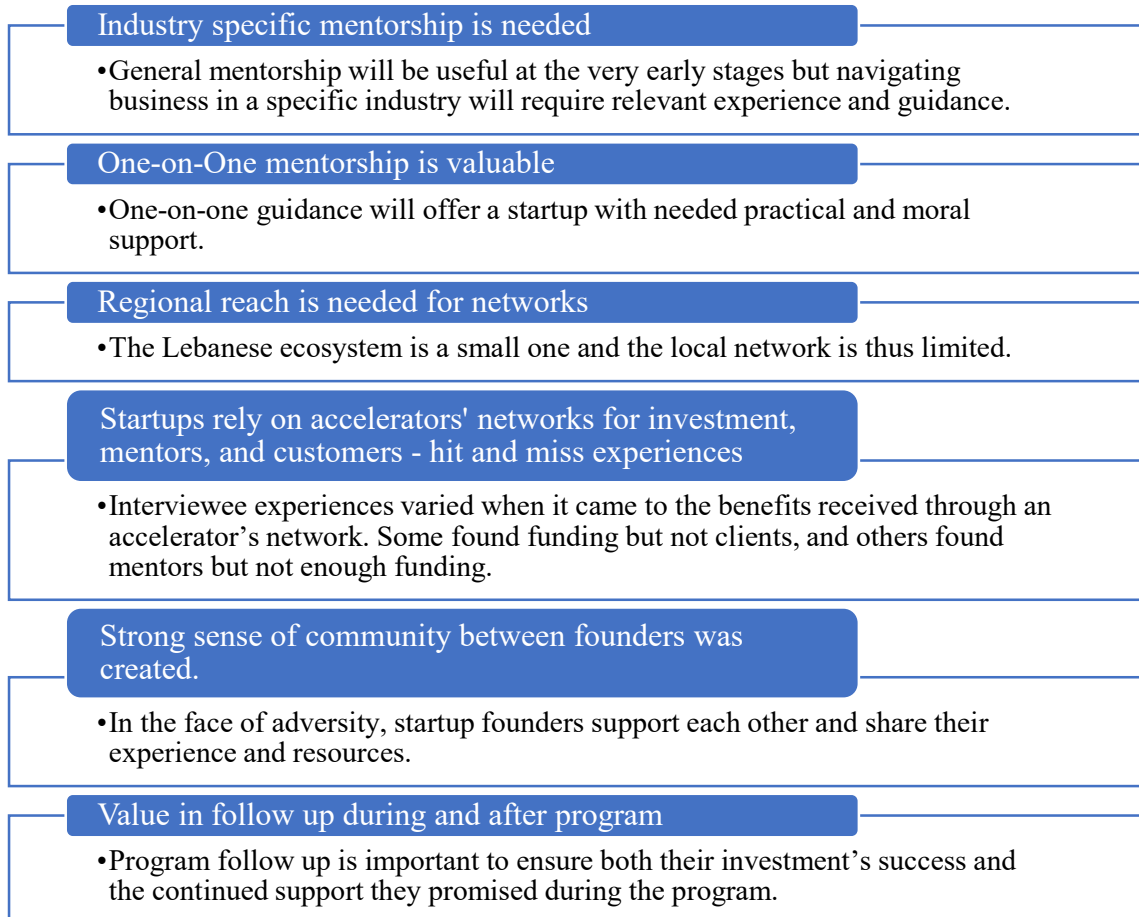 Industry specific mentorship is needed
•General mentorship will be useful at the very early stages but navigating
business in a specific industry will require relevant experience and guidance.
One-on-One mentorship is valuable
•One-on-one guidance will offer a startup with needed practical and moral
support.
Regional reach is needed for networks
•The Lebanese ecosystem is a small one and the local network is thus limited.
Startups rely on accelerators' networks for investment,
mentors, and customers - hit and miss experiences
•Interviewee experiences varied when it came to the benefits received through an
accelerator’s network. Some found funding but not clients, and others found
mentors but not enough funding.
Strong sense of community between founders was
created.
•In the face of adversity, startup founders support each other and share their
experience and resources.
Value in follow up during and after program
•Program follow up is important to ensure both their investment’s success and
the continued support they promised during the program.